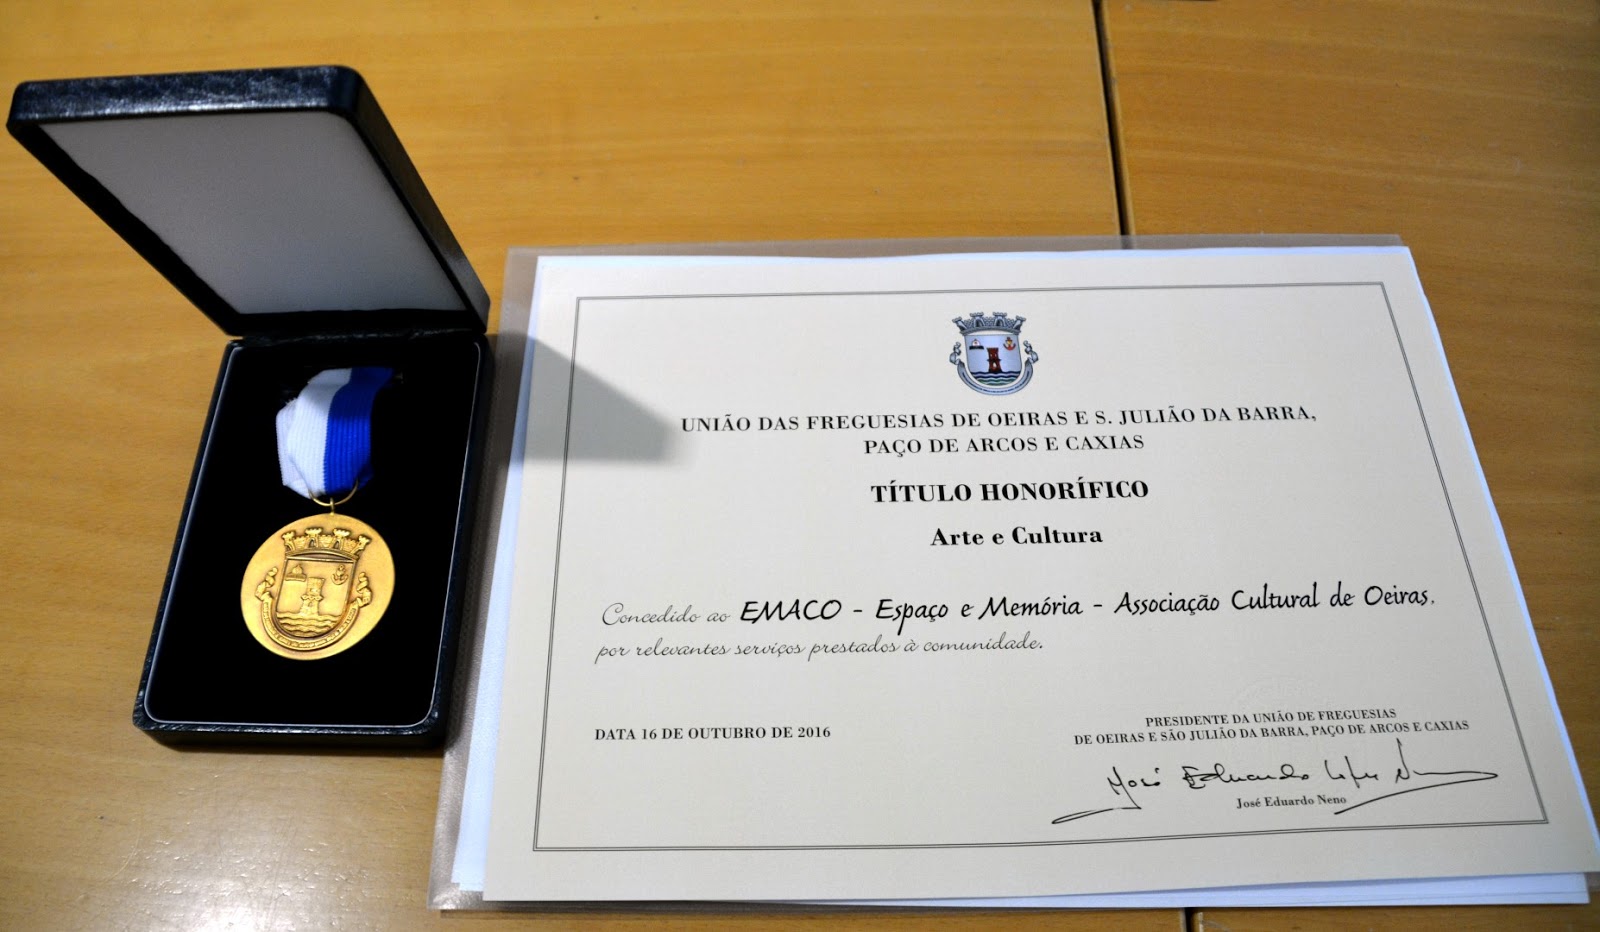 UNIÃO DAS FREGUESIAS DE OEIRAS E S. JULIÃO DA BARRA,
PAÇO DE ARCOS E CAXIAS
TÍTULO HONORÍFICO
Arte e Cultura
Concedido ao EMACO - Espaço e Memória - Associação Cultural de Oeiras,
por relevantes serviços prestados à comunidade.
DATA 16 DE OUTUBRO DE 2016
PRESIDENTE DA UNIÃO DE FREGUESIAS
DE OEIRAS E SÃO JULIÃO DA BARRA, PAÇO DE ARCOS E CAXIAS
José Eduardo
José Eduardo Neno